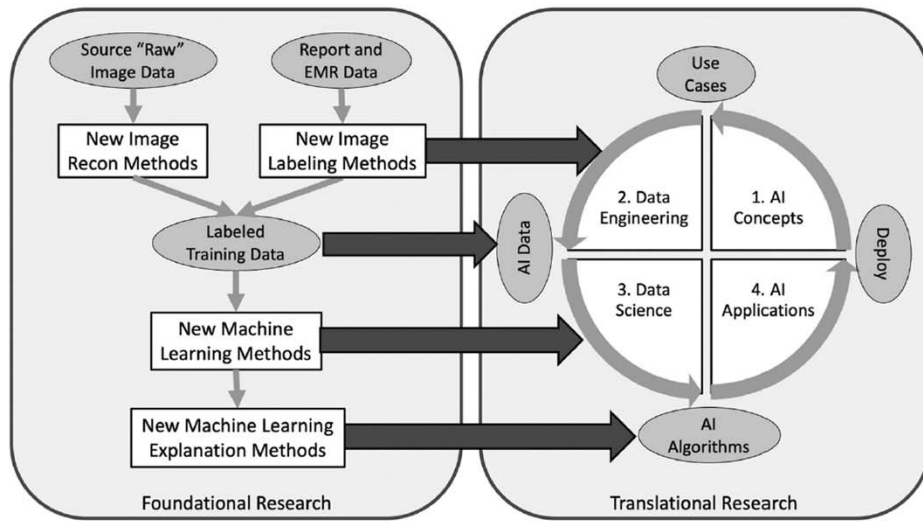 Source “Raw”
Image Data
Report and
EMR Data
New Image
Recon Methods
New Image
Labeling Methods
Labeled
Training Data
New Machine
Learning Methods
New Machine Learning
Explanation Methods
Foundational Research
Use
Cases
2. Data
Engineering
1. AI
Concepts
AI Data
Deploy
3. Data
Science
4. AI
Applications
AI
Algorithms
Translational Research